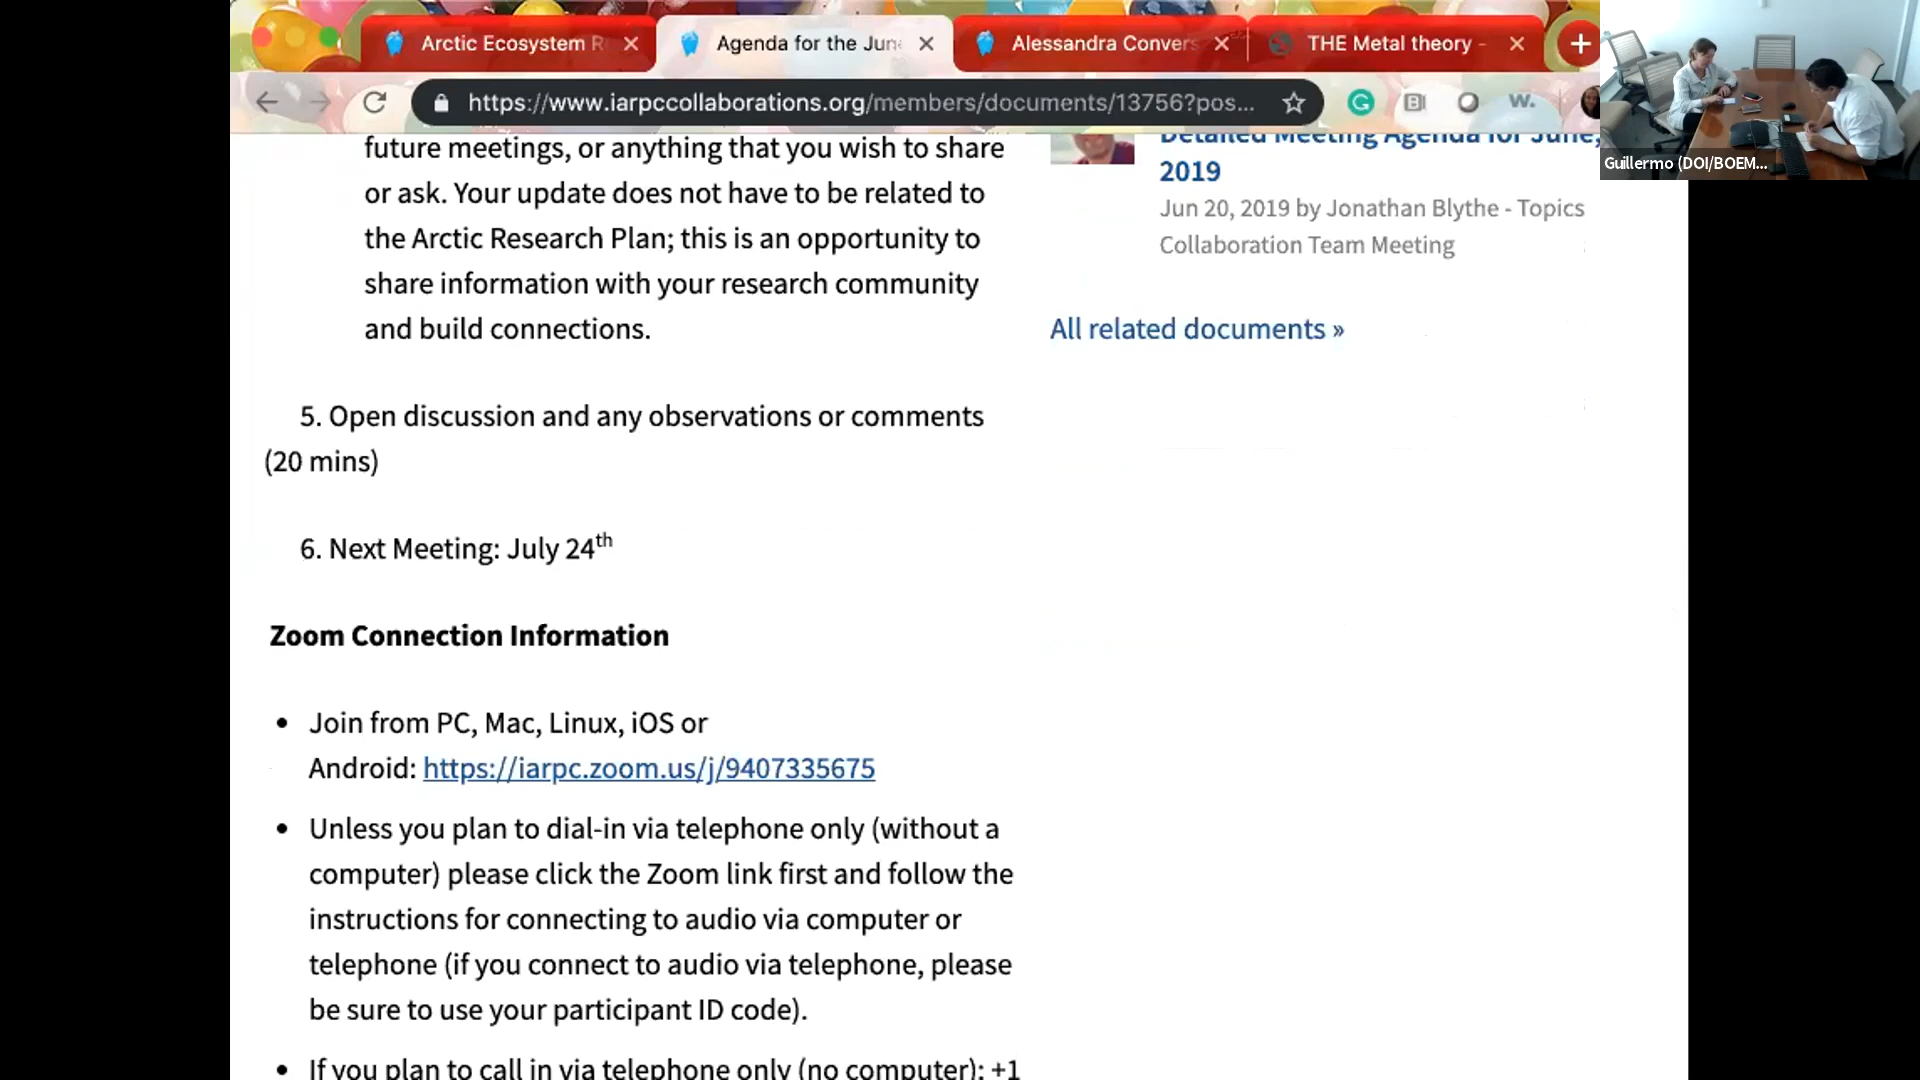 Arctic Ecosystem R
Agenda for the Jun
Alessandra Convers
THE Metal theory -
https://www.iarpccollaborations.org/members/documents/13756?pos...
Guillermo (DOI/BOEM...
future meetings, or anything that you wish to share
or ask. Your update does not have to be related to
the Arctic Research Plan; this is an opportunity to
share information with your research community
and build connections.
5. Open discussion and any observations or comments
(20 mins)
6. Next Meeting: July 24th
Zoom Connection Information
• Join from PC, Mac, Linux, iOS or
Android: https://iarpc.zoom.us/j/9407335675
• Unless you plan to dial-in via telephone only (without a
computer) please click the Zoom link first and follow the
instructions for connecting to audio via computer or
telephone (if you connect to audio via telephone, please
be sure to use your participant ID code).
• If you plan to call in via telephone only (no computer): +1
Detailed Meeting Agenda for June,
2019
Jun 20, 2019 by Jonathan Blythe - Topics
Collaboration Team Meeting
All related documents »